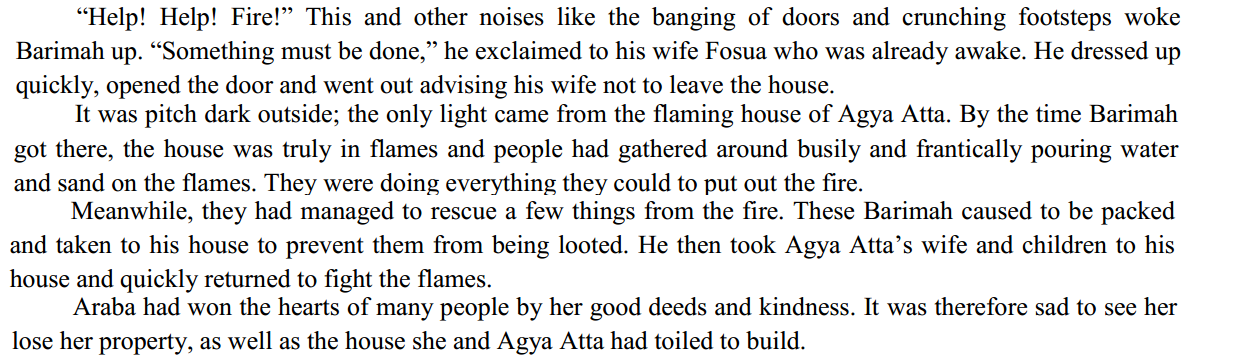 “Help! Help! Fire!” This and other noises like the banging of doors and crunching footsteps woke
Barimah up. “Something must be done,” he exclaimed to his wife Fosua who was already awake. He dressed up
quickly, opened the door and went out advising his wife not to leave the house.
It was pitch dark outside; the only light came from the flaming house of Agya Atta. By the time Barimah
got there, the house was truly in flames and people had gathered around busily and frantically pouring water
and sand on the flames. They were doing everything they could to put out the fire.
Meanwhile, they had managed to rescue a few things from the fire. These Barimah caused to be packed
and taken to his house to prevent them from being looted. He then took Agya Atta’s wife and children to his
house and quickly returned to fight the flames.
Araba had won the hearts of many people by her good deeds and kindness. It was therefore sad to see her
lose her property, as well as the house she and Agya Atta had toiled to build.